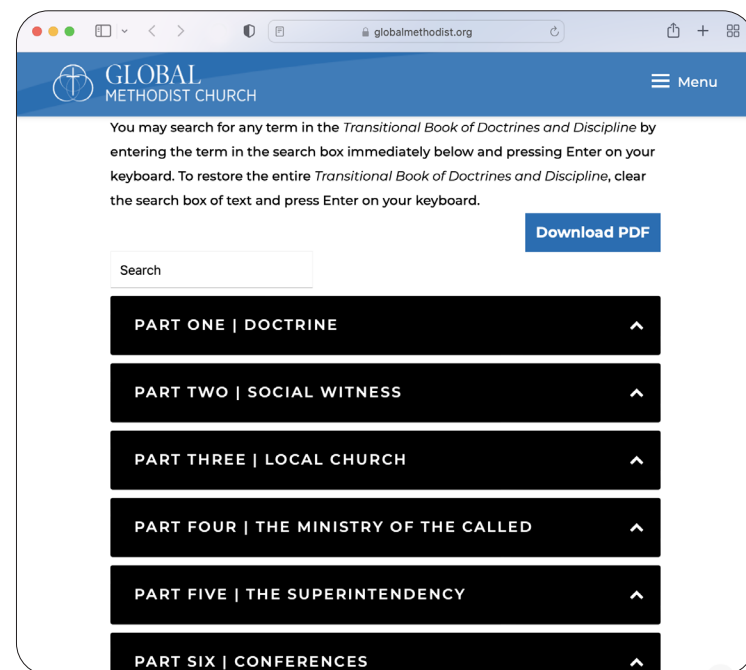 globalmethodist.org
GLOBAL
METHODIST CHURCH
Menu
You may search for any term in the Transitional Book of Doctrines and Discipline by
entering the term in the search box immediately below and pressing Enter on your
keyboard. To restore the entire Transitional Book of Doctrines and Discipline, clear
the search box of text and press Enter on your keyboard.
Download PDF
Search
PART ONE | DOCTRINE
PART TWO | SOCIAL WITNESS
PART THREE | LOCAL CHURCH
PART FOUR | THE MINISTRY OF THE CALLED
PART FIVE | THE SUPERINTENDENCY
PART SIX | CONFERENCES